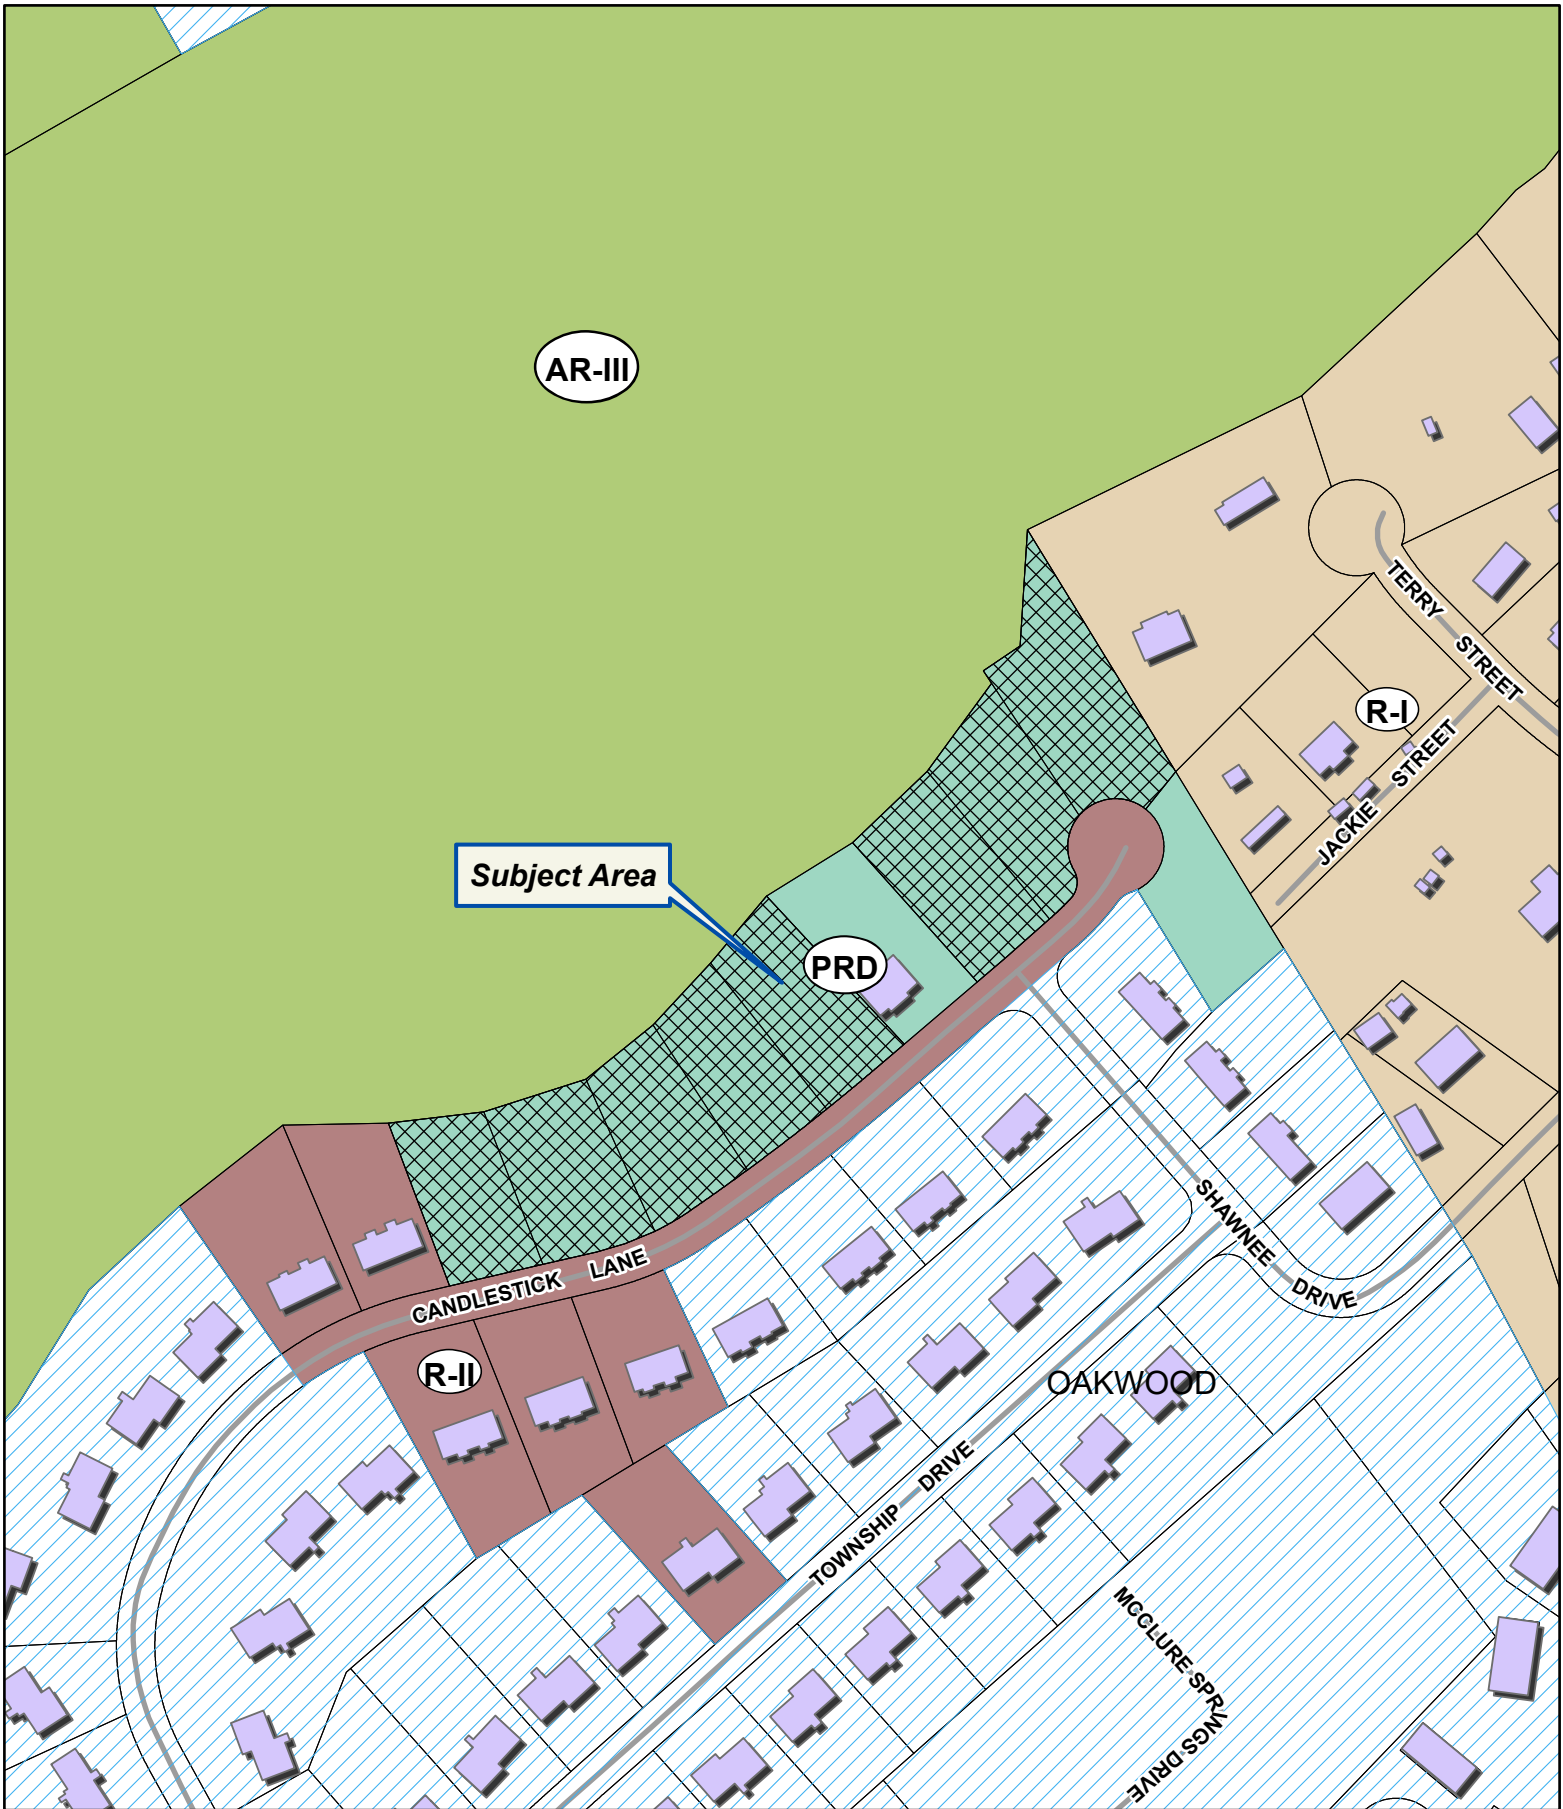 AR-III
TERRY STREET
R-I
JACKIE STREET
Subject Area
PRD
SHAWNEE DRIVE
CANDLESTICK LANE
R-II
OAKWOOD
TOWNSHIP DRIVE
MCCLURE SPRINGS DRIVE